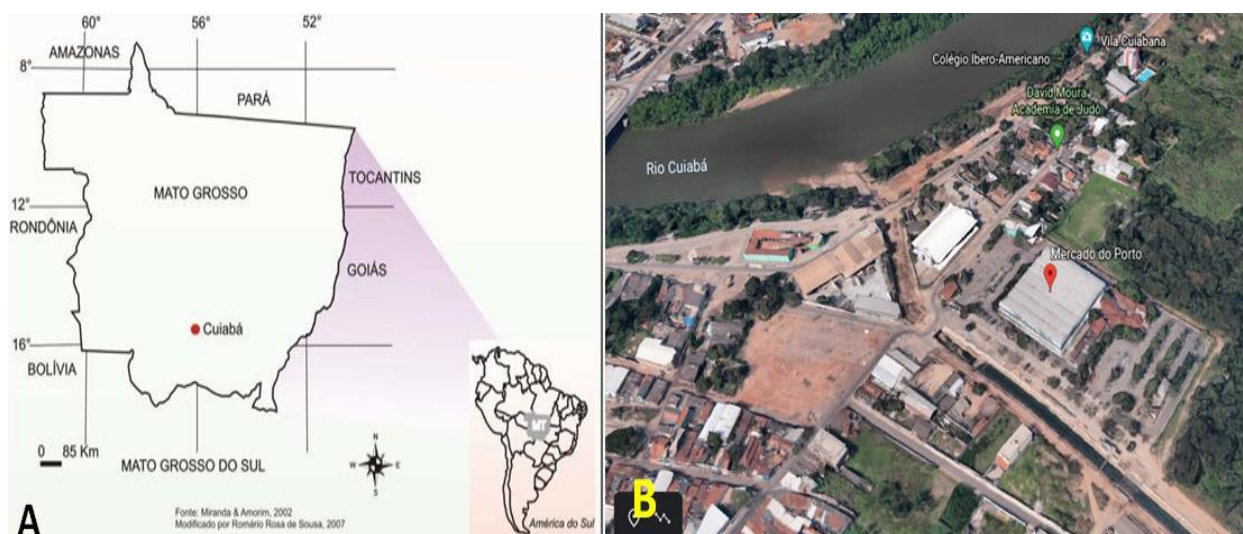 60°
56°
52°
AMAZONAS
8°
PARÁ
TOCANTINS
MATO GROSSO
12°
RONDÔNIA
GOIÁS
Cuiabá
16°
BOLÍVIA
0 85 Km
MATO GROSSO DO SUL
N
W
E
S
MT
Fonte: Miranda & Amorim, 2002
Modificado por Romário Rosa de Sousa, 2007
América do Sul
A
Vila Cuiabana
Colégio Ibero-Americano
David Moura
Academia de Judô
Rio Cuiabá
Mercado do Porto
B